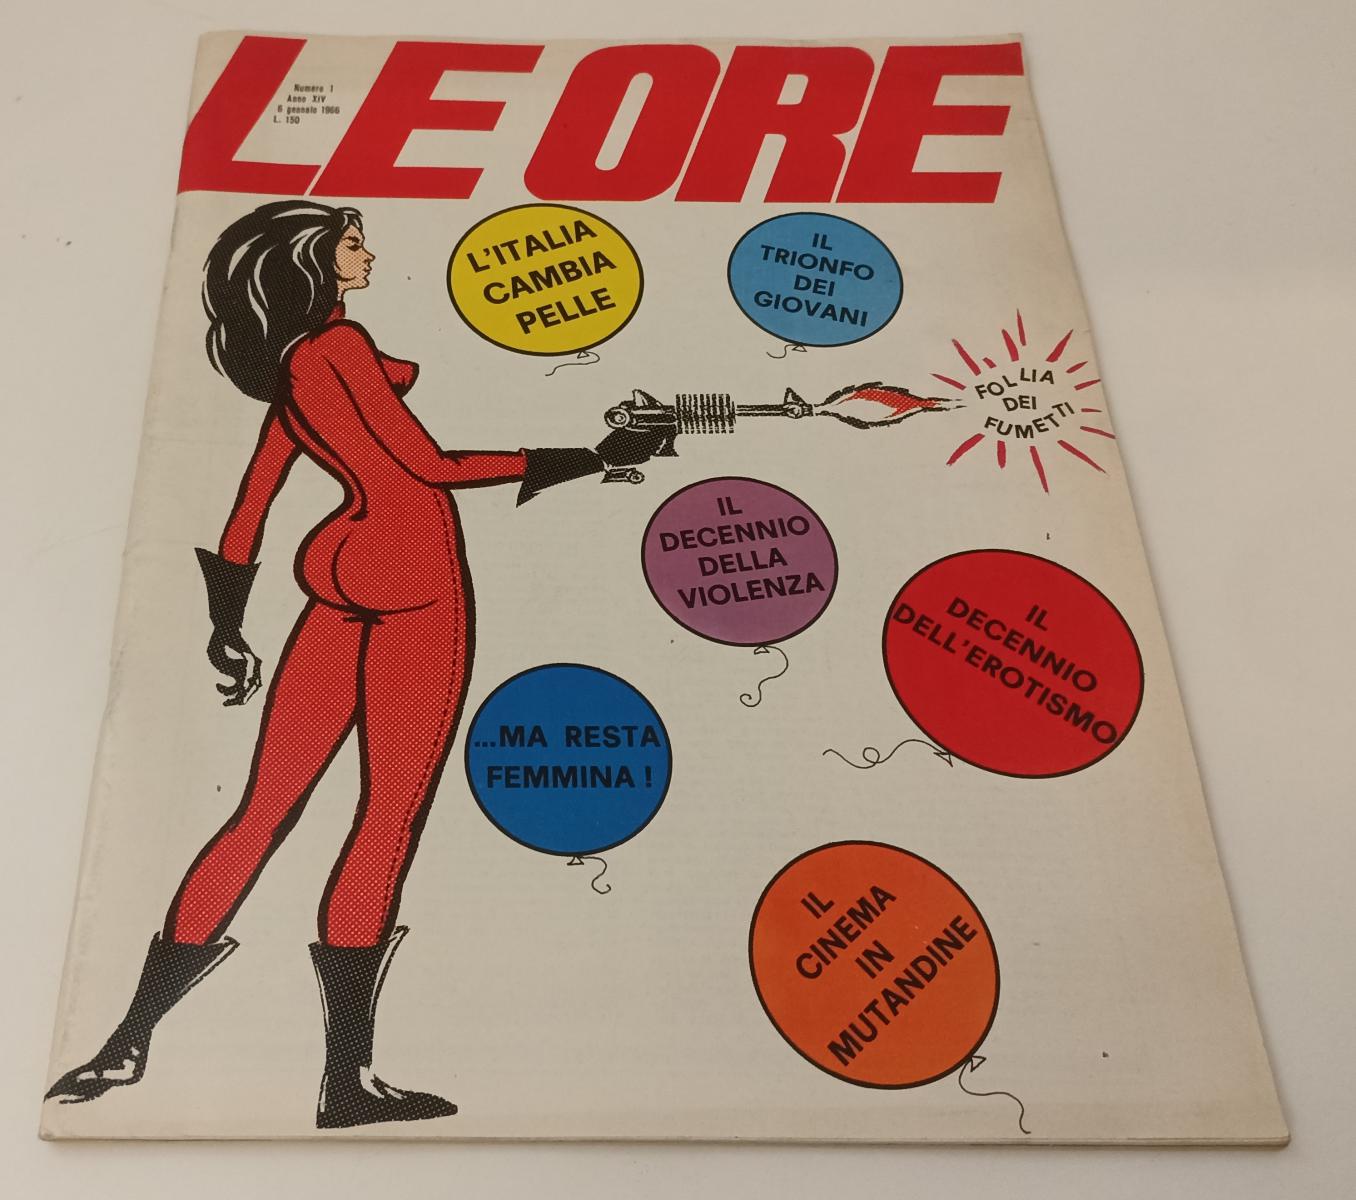 LE ORE
Numero 1
Anno XIV
6 gennaio 1966
L. 150
L'ITALIA
CAMBIA
PELLE
IL
TRIONFO
DEI
GIOVANI
FOLLIA
DEI
FUMETTI
IL
DECENNIO
DELLA
VIOLENZA
IL
DECENNIO
DELL'EROTISMO
...MA RESTA
FEMMINA !
IL
CINEMA
IN
MUTANDINE